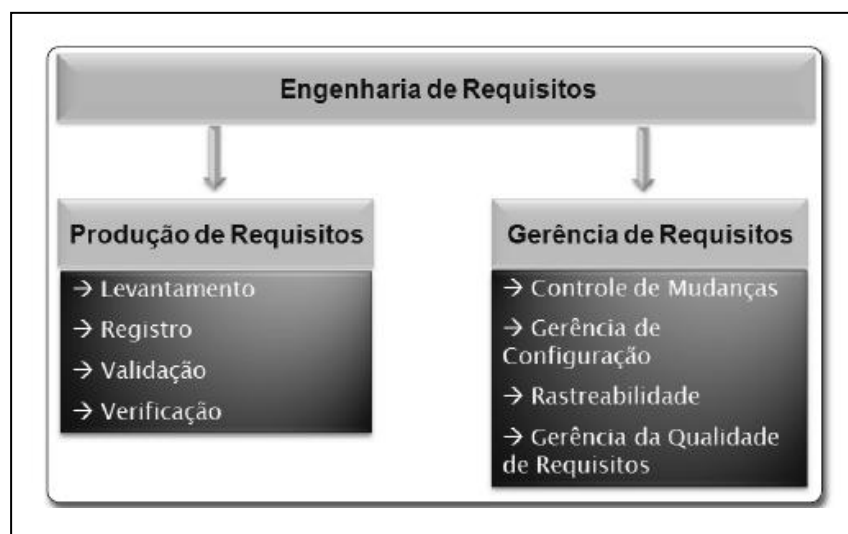 Engenharia de Requisitos
Produção de Requisitos
→ Levantamento
→ Registro
→ Validação
→ Verificação
Gerência de Requisitos
→ Controle de Mudanças
→ Gerência de
Configuração
→ Rastreabilidade
→ Gerência da Qualidade
de Requisitos